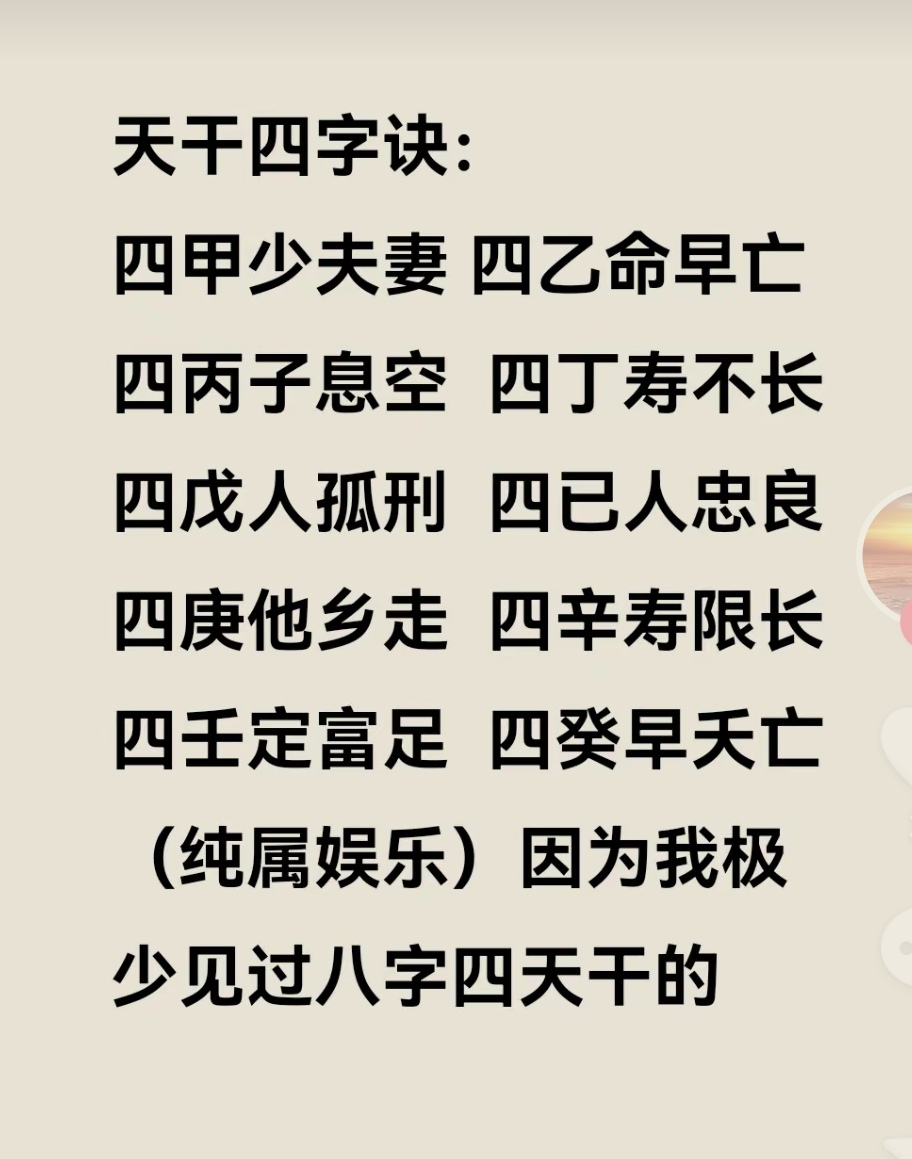 天干四字诀：
四甲少夫妻 四乙命早亡
四丙子息空 四丁寿不长
四戊人孤刑 四已人忠良
四庚他乡走 四辛寿限长
四壬定富足 四癸早夭亡
（纯属娱乐）因为我极
少见过八字四天干的